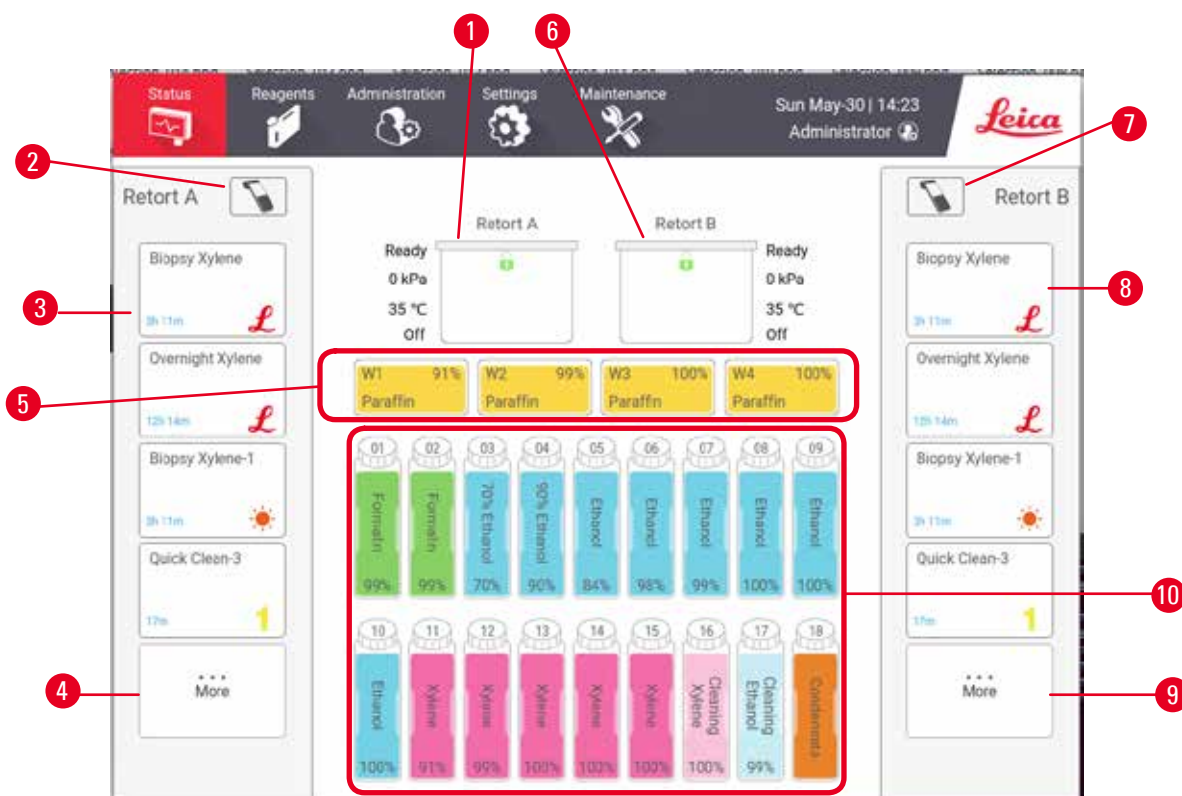 1
6
Status
Reagents
Administration
Settings
Maintenance
Sun May-30 | 14:23
Administrator
Leica
7
2
Retort A
Retort B
Retort A
Retort B
Biopsy Xylene
3h 11m
3
Ready
0 kPa
35 °C
Off
Ready
0 kPa
35 °C
Off
Biopsy Xylene
3h 11m
8
Overnight Xylene
12h 14m
5
W1 91%
Paraffin
W2 99%
Paraffin
W3 100%
Paraffin
W4 100%
Paraffin
Overnight Xylene
12h 14m
Biopsy Xylene-1
3h 11m
Biopsy Xylene-1
3h 11m
Quick Clean-3
17m
1
Quick Clean-3
17m
1
01
02
03
04
05
06
07
08
09
Formalin
Formalin
70% Ethanol
90% Ethanol
Ethanol
Ethanol
Ethanol
Ethanol
Ethanol
99%
99%
70%
90%
84%
98%
99%
100%
100%
10
10
11
12
13
14
15
16
17
18
Ethanol
Xylene
Xylene
Xylene
Xylene
Xylene
Cleaning
Xylene
Cleaning
Ethanol
Condensate
100%
91%
99%
100%
100%
100%
100%
99%
4
...
More
...
More
9